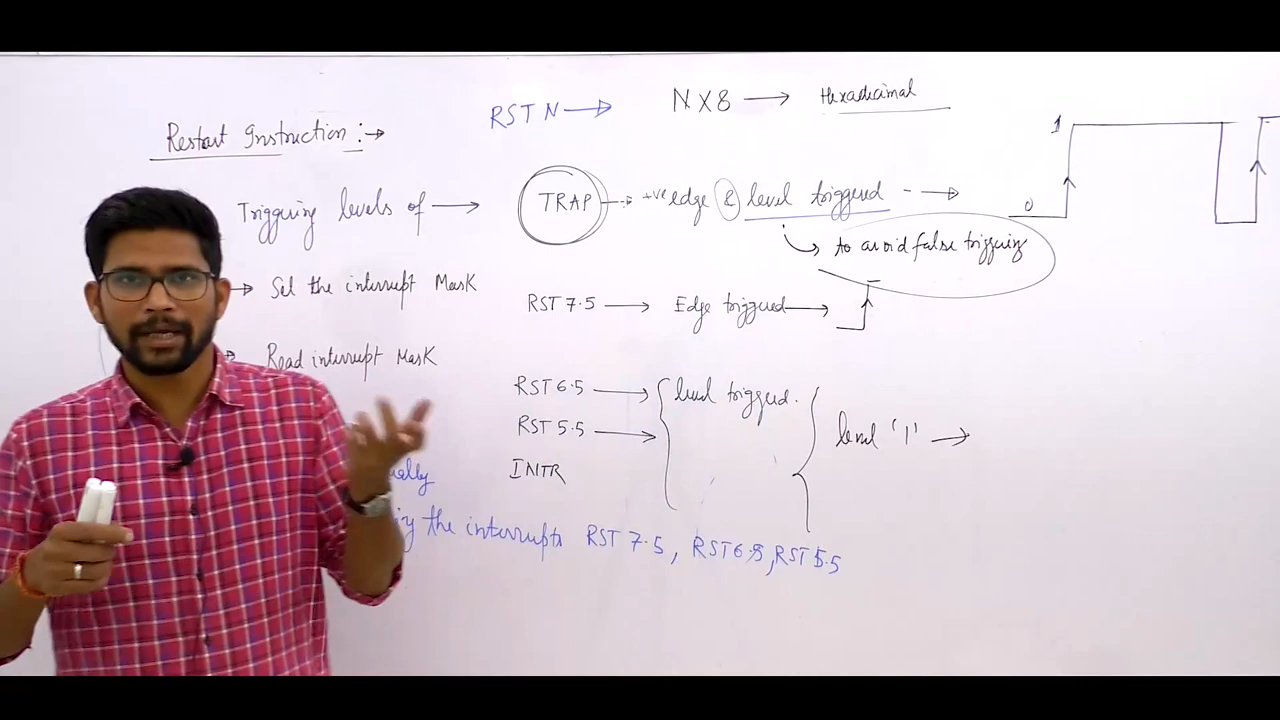 RST N → N X 8 → Hexadicimal
Restart Instruction :→
Triggering levels of → TRAP → +ve edge & level triggered - →
0
1
→ to avoid false triggering
→ Set the interrupt Mask
RST 7.5 → Edge triggered →
Read interrupt Mask
RST 6.5 → level triggered.
RST 5.5 → level '1' →
INTR
the interrupts RST 7.5, RST 6.5, RST 5.5